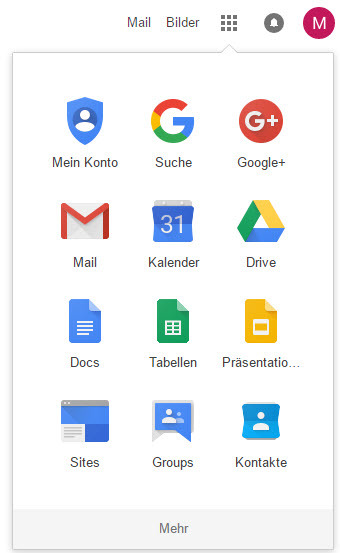 Mail Bilder M
Mein Konto Suche Google+
G+
31
Mail Kalender Drive
Docs Tabellen Präsentatio...
Sites Groups Kontakte
Mehr